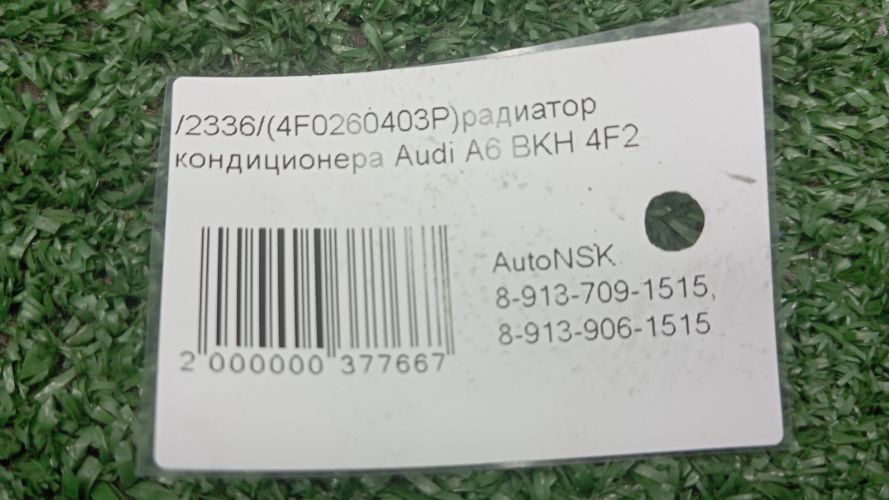 /2336/(4F0260403P)радиатор
кондиционера Audi A6 BKH 4F2
AutoNSK
8-913-709-1515,
8-913-906-1515
2 000000 377667